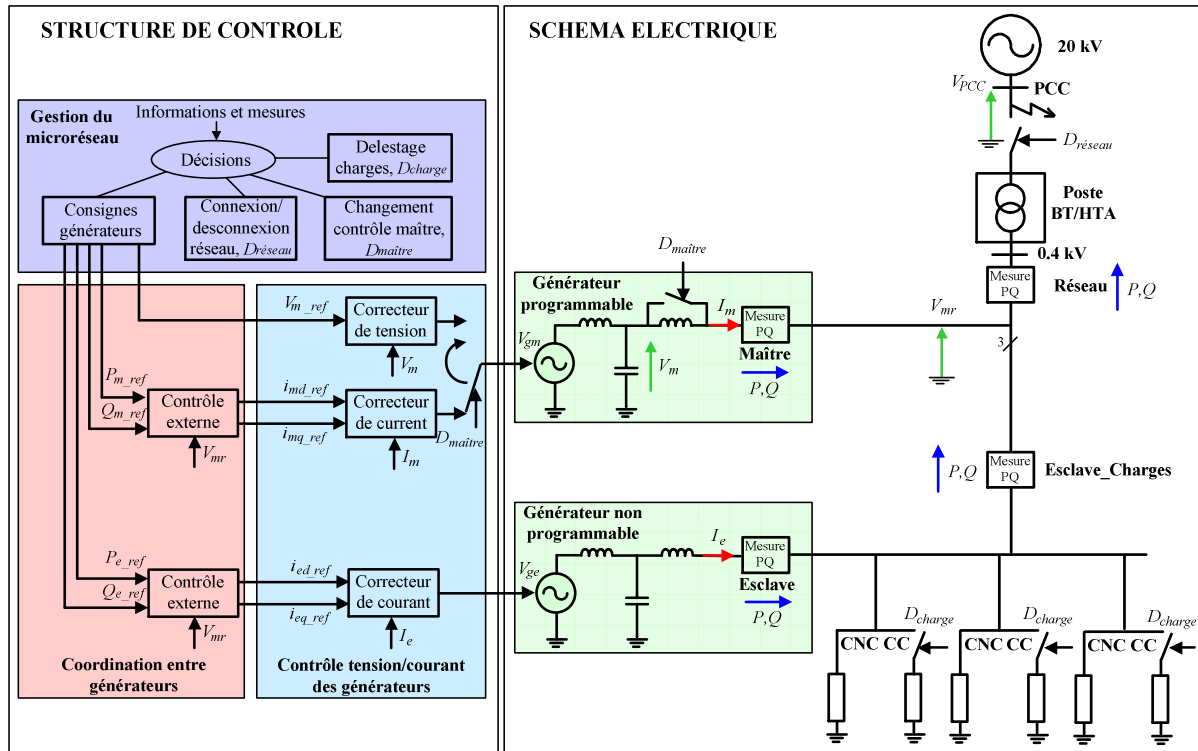 STRUCTURE DE CONTROLE
Gestion du
microréseau
Informations et mesures
Décisions
Delestage
charges, Dcharge
Consignes
générateurs
Connexion/
desconnexion
réseau, Dréseau
Changement
contrôle maître,
Dmaître
Vm_ref
Correcteur
de tension
Vm
Pm_ref
Qm_ref
Contrôle
externe
Vmr
imd_ref
imq_ref
Correcteur
de current
Im
Dmaître
Pe_ref
Qe_ref
Contrôle
externe
Vmr
ied_ref
ieq_ref
Correcteur
de courant
Ie
Coordination entre
générateurs
Contrôle tension/courant
des générateurs
SCHEMA ELECTRIQUE
20 kV
VPCC
PCC
Dréseau
Poste
BT/HTA
0.4 kV
Mesure
PQ
Réseau
P,Q
Dmaître
Générateur
programmable
Vgm
Vm
Im
Mesure
PQ
Maître
P,Q
Vmr
3
Mesure
PQ
P,Q
Esclave_Charges
Générateur non
programmable
Vge
Ie
Mesure
PQ
Esclave
P,Q
Dcharge
CNC CC
Dcharge
CNC CC
Dcharge
CNC CC